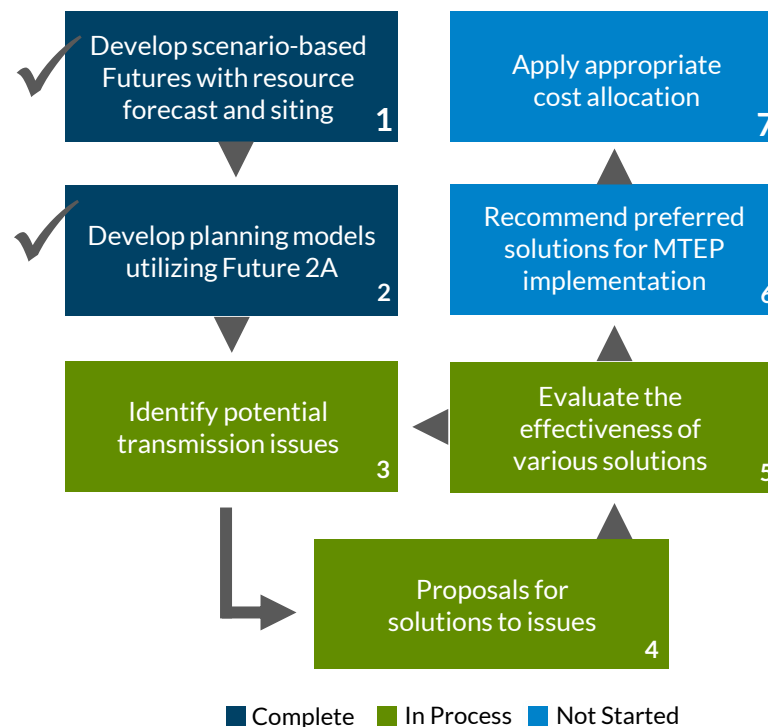 Develop scenario-based
Futures with resource
forecast and siting
1
Develop planning models
utilizing Future 2A
2
Identify potential
transmission issues
3
Proposals for
solutions to issues
4
Evaluate the
effectiveness of
various solutions
5
Recommend preferred
solutions for MTEP
implementation
6
Apply appropriate
cost allocation
7
Complete
In Process
Not Started